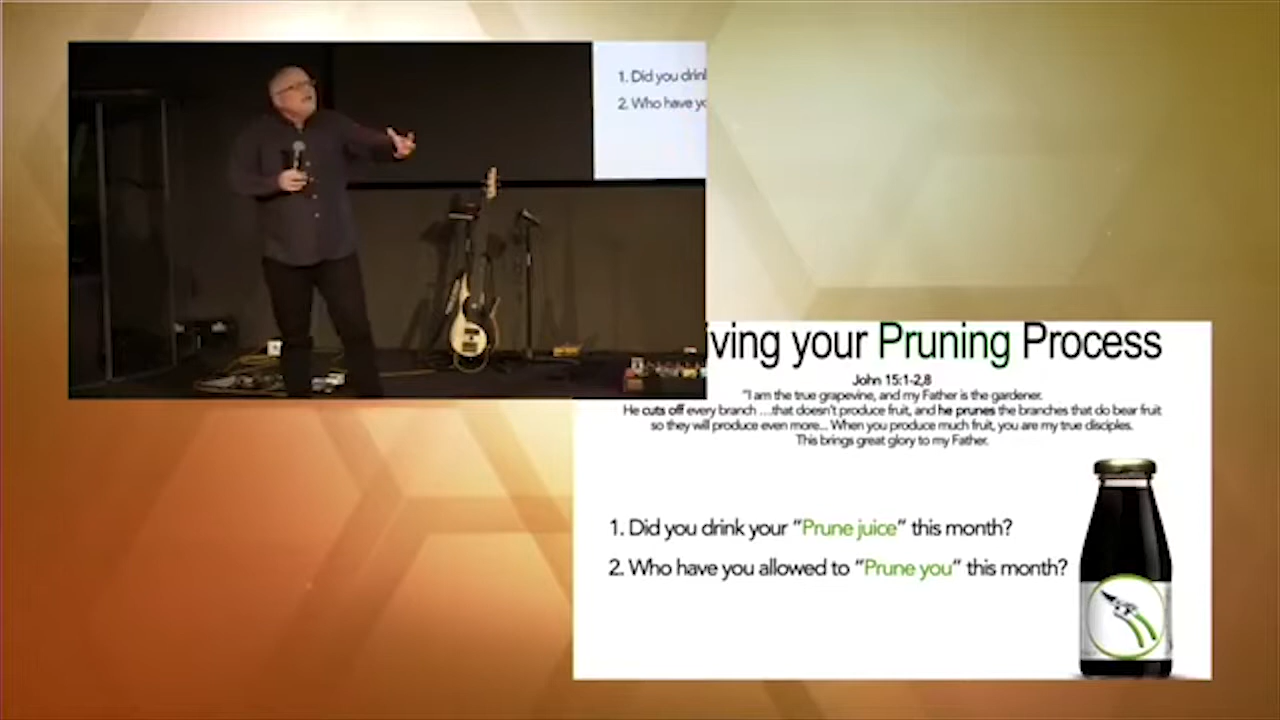 1. Did you drin
2. Who have yo
iving your Pruning Process
John 15:1-2,8
"I am the true grapevine, and my Father is the gardener.
He cuts off every branch ...that doesn't produce fruit, and he prunes the branches that do bear fruit
so they will produce even more... When you produce much fruit, you are my true disciples.
This brings great glory to my Father.
1. Did you drink your "Prune juice" this month?
2. Who have you allowed to "Prune you" this month?